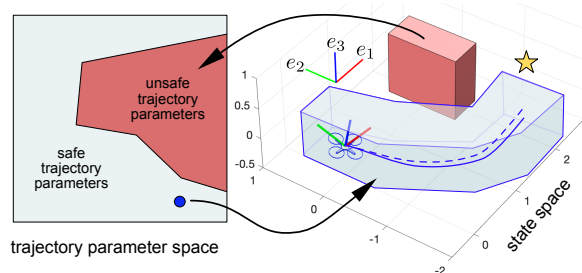 unsafe
trajectory
parameters
safe
trajectory
parameters
trajectory parameter space
e₃
e₁
e₂
1
0.5
0
-0.5
1
0
-1
-2
0
1
2
state space